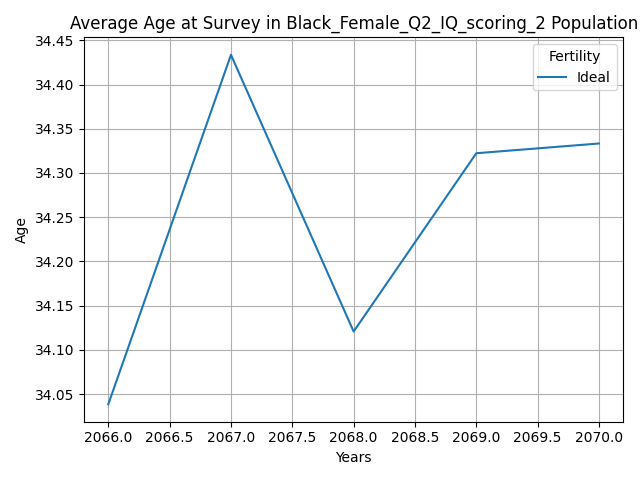 Average Age at Survey in Black_Female_Q2_IQ_scoring_2 Population
34.45
34.40
34.35
34.30
34.25
34.20
34.15
34.10
34.05
Age
Fertility
Ideal
2066.0 2066.5 2067.0 2067.5 2068.0 2068.5 2069.0 2069.5 2070.0
Years